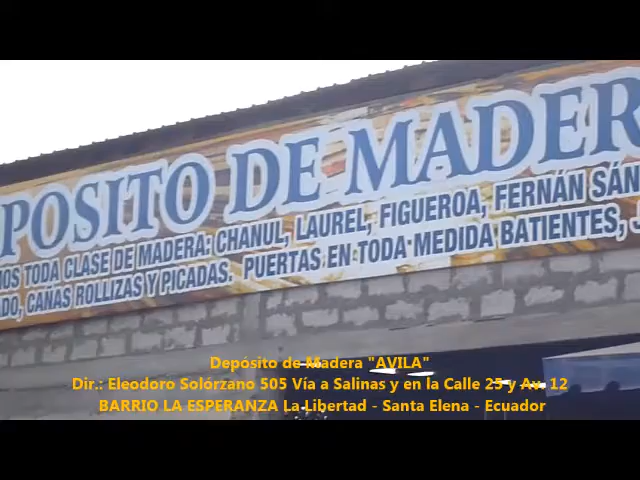 POSITO DE MADER
MOS TODA CLASE DE MADERA: CHANUL, LAUREL, FIGUEROA, FERNÁN SÁN
CAÑAS ROLLIZAS Y PICADAS. PUERTAS EN TODA MEDIDA Y BATIENTES,
Depósito de Madera "AVILA"
Dir.: Eleodoro Solórzano 505 Vía a Salinas y en la Calle 25 y Av. 12
BARRIO LA ESPERANZA La Libertad - Santa Elena - Ecuador